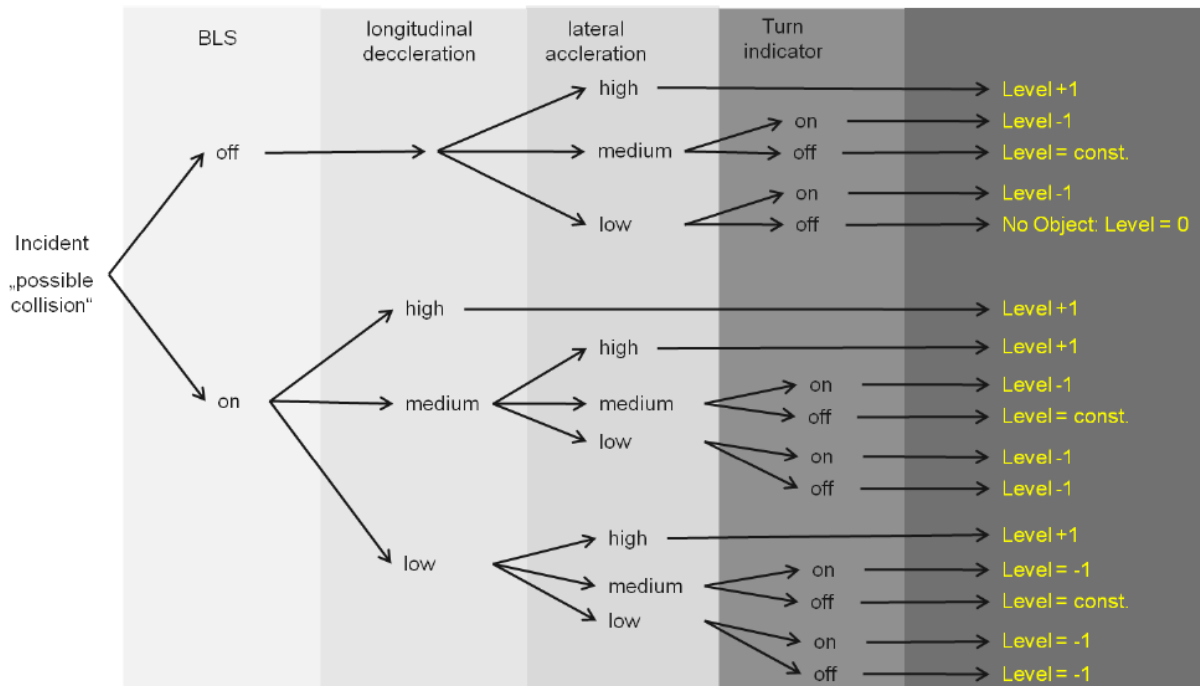 BLS
longitudinal
deccleration
lateral
accleration
Turn
indicator
high
Level +1
on
Level -1
off
medium
off
Level = const.
on
Level -1
low
off
No Object: Level = 0
Incident
„possible
collision“
high
Level +1
high
Level +1
on
Level -1
on
medium
medium
off
Level = const.
low
on
Level -1
off
Level -1
high
Level +1
low
on
Level = -1
medium
off
Level = const.
low
on
Level = -1
off
Level = -1